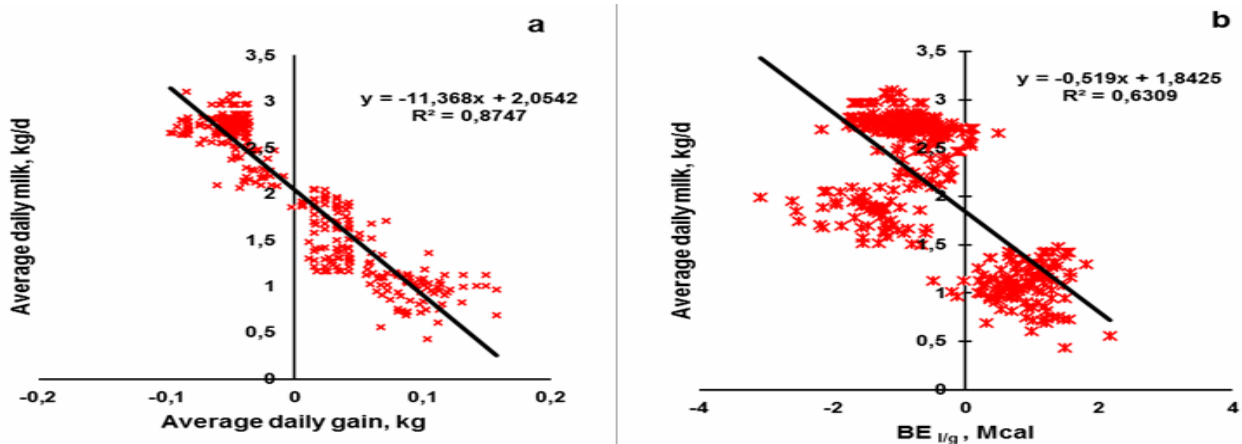 a
3,5
3
2,5
2
1,5
1
0,5
0
y = -11,368x + 2,0542
R² = 0,8747
Average daily milk, kg/d
-0,2
-0,1
0
0,1
0,2
Average daily gain, kg
b
3,5
3
2,5
2
1,5
1
0,5
0
y = -0,519x + 1,8425
R² = 0,6309
Average daily milk, kg/d
-4
-2
0
2
4
BE l/g , Mcal